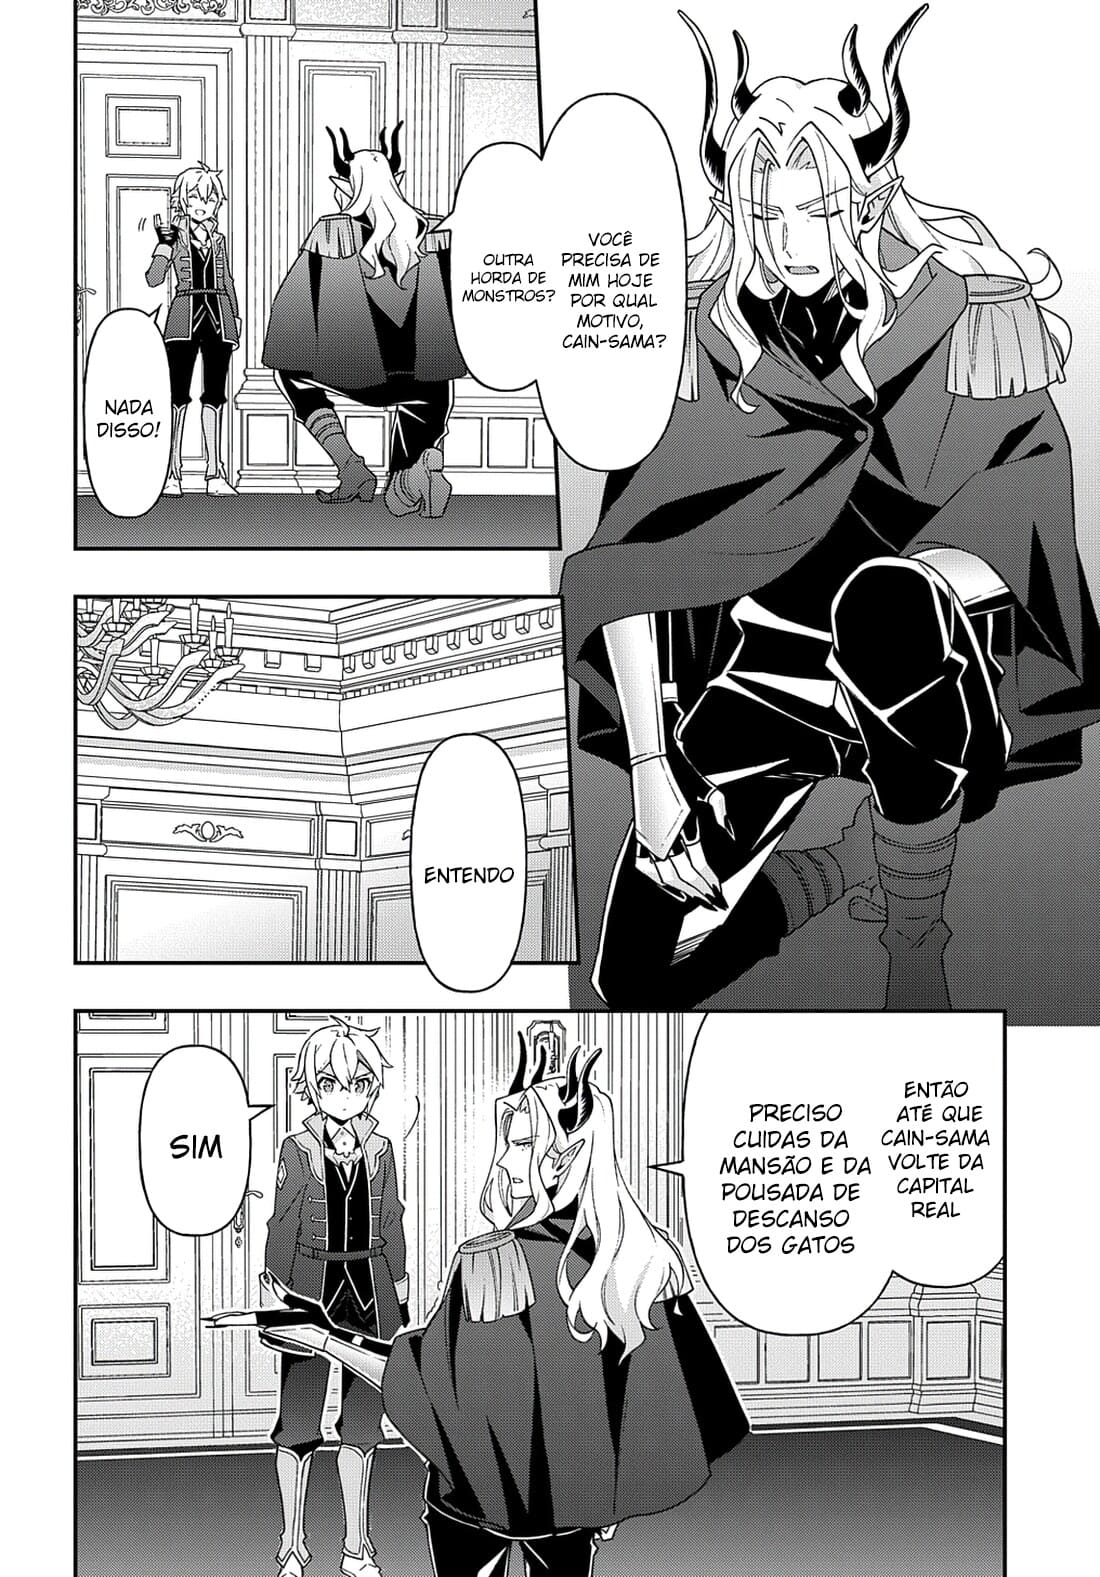 VOCÊ
PRECISA DE
MIM HOJE
POR QUAL
MOTIVO,
CAIN-SAMA?
OUTRA
HORDA DE
MONSTROS?
NADA
DISSO!
ENTENDO
ENTÃO
ATÉ QUE
CAIN-SAMA
VOLTE DA
CAPITAL
REAL
PRECISO
CUIDAS DA
MANSÃO E DA
POUSADA DE
DESCANSO
DOS GATOS
SIM